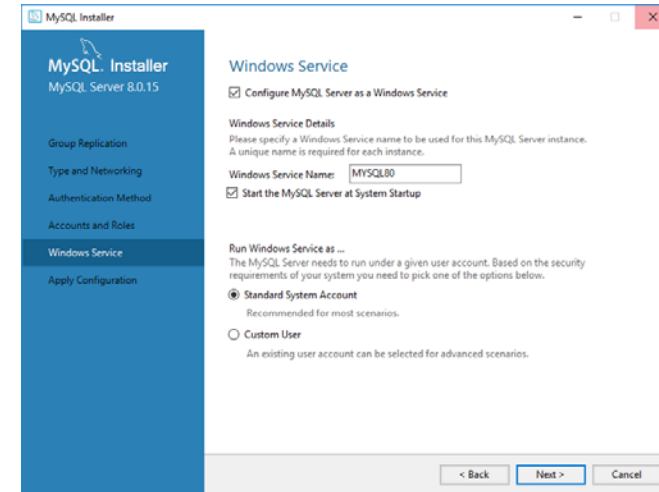 MySQL Installer
MySQL. Installer
MySQL Server 8.0.15
Group Replication
Type and Networking
Authentication Method
Accounts and Roles
Windows Service
Apply Configuration
Windows Service
Configure MySQL Server as a Windows Service
Windows Service Details
Please specify a Windows Service name to be used for this MySQL Server instance.
A unique name is required for each instance.
Windows Service Name: MYSQL80
Start the MySQL Server at System Startup
Run Windows Service as ...
The MySQL Server needs to run under a given user account. Based on the security
requirements of your system you need to pick one of the options below.
Standard System Account
Recommended for most scenarios.
Custom User
An existing user account can be selected for advanced scenarios.
< Back Next > Cancel